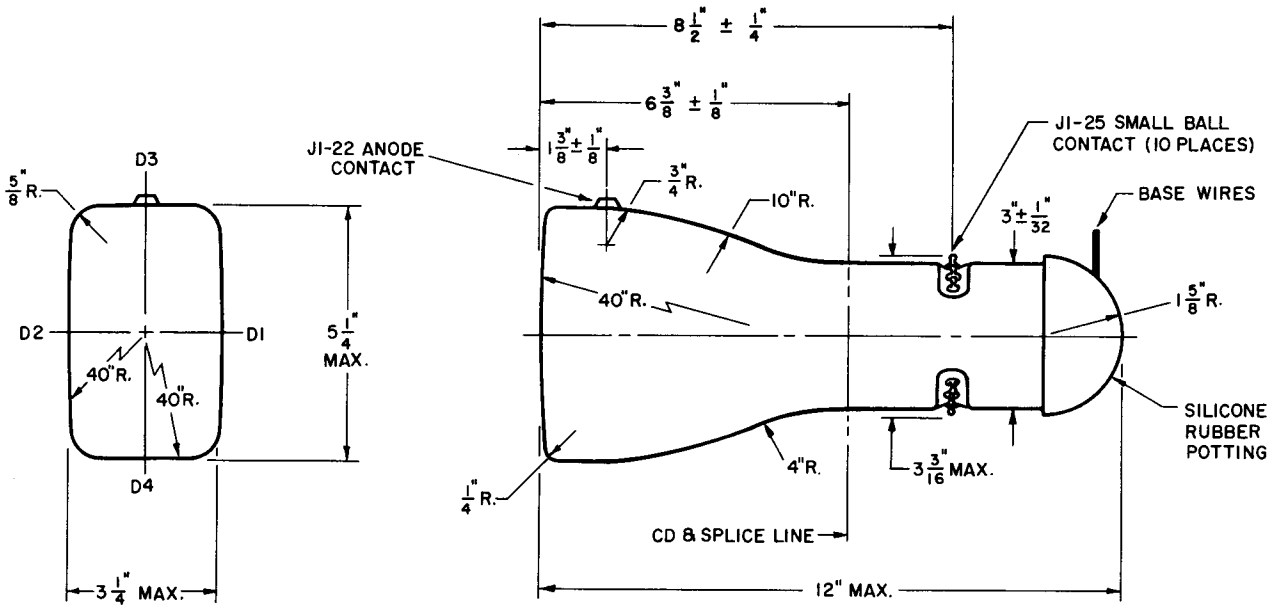 8 1/2" ± 1/4"
6 3/8" ± 1/8"
1 3/8" ± 1/8"
J1-22 ANODE
CONTACT
3/4" R.
10" R.
J1-25 SMALL BALL
CONTACT (10 PLACES)
BASE WIRES
3" ± 1/32"
D3
5/8" R.
D2
D1
5 1/4"
MAX.
40" R.
40" R.
D4
3 1/4" MAX.
40" R.
1 5/8" R.
SILICONE
RUBBER
POTTING
3 3/16" MAX.
4" R.
1/4" R.
CD & SPLICE LINE
12" MAX.